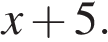 x + 5.